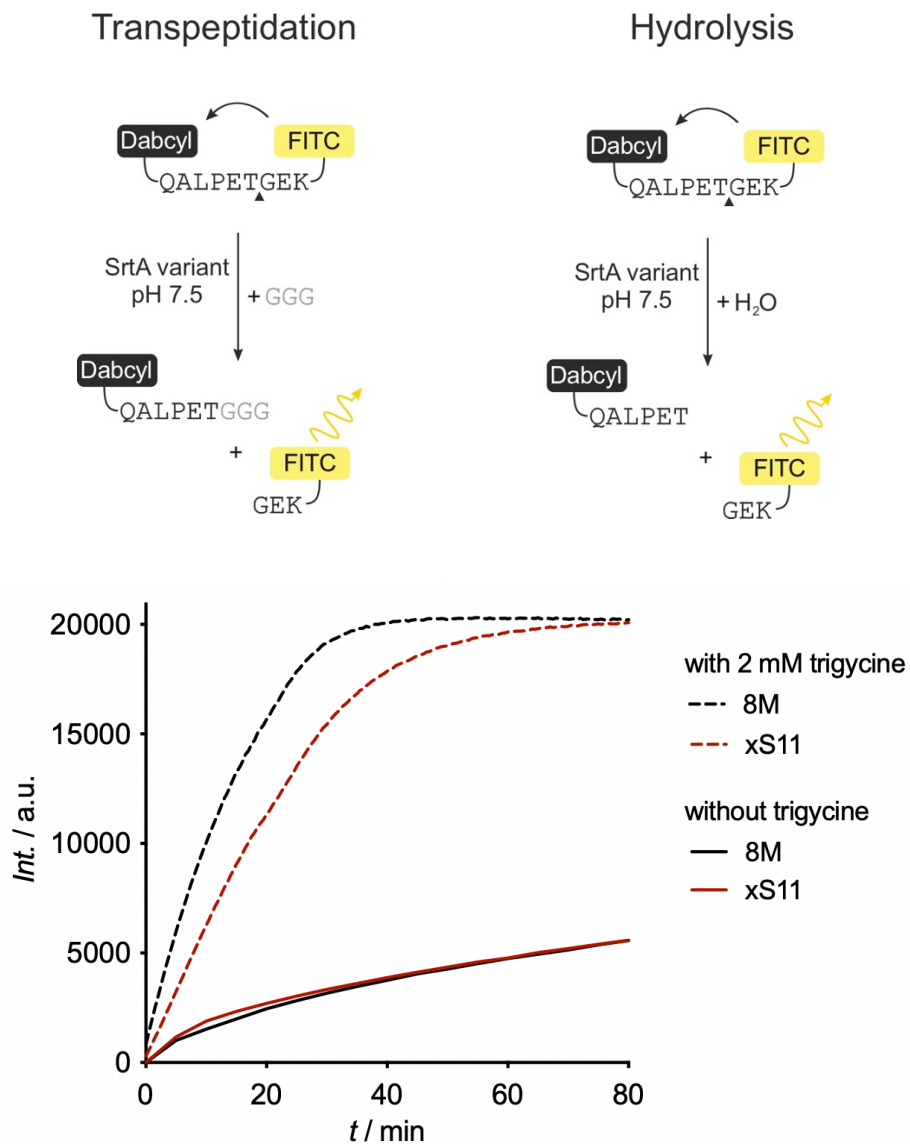 Transpeptidation
Hydrolysis
Dabcyl
FITC
QALPETGEK
SrtA variant
pH 7.5
+ GGG
Dabcyl
QALPETGGG
+
FITC
GEK
Dabcyl
FITC
QALPETGEK
SrtA variant
pH 7.5
+ H₂O
Dabcyl
QALPET
+
FITC
GEK
20000
15000
10000
5000
0
Int. / a.u.
0 20 40 60 80
t / min
with 2 mM trigycine
8M
xS11
without trigycine
8M
xS11